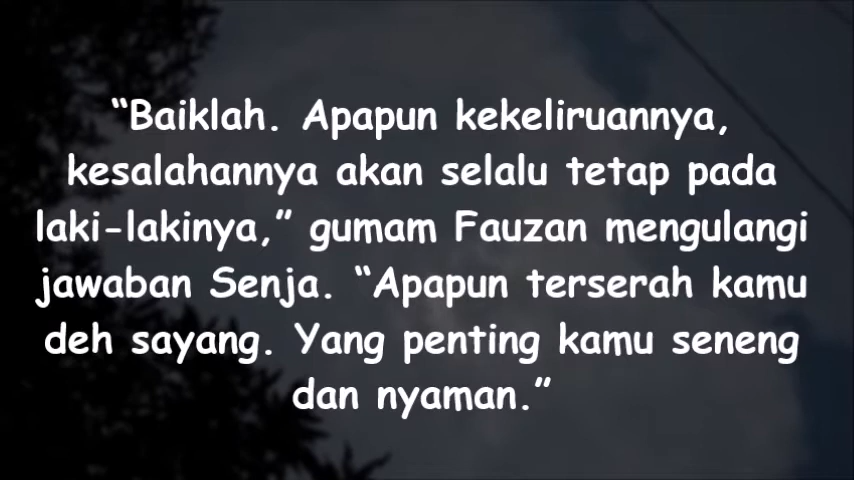 “Baiklah. Apapun kekeliruannya,
kesalahannya akan selalu tetap pada
laki-lakinya,” gumam Fauzan mengulangi
jawaban Senja. “Apapun terserah kamu
deh sayang. Yang penting kamu seneng
dan nyaman.”